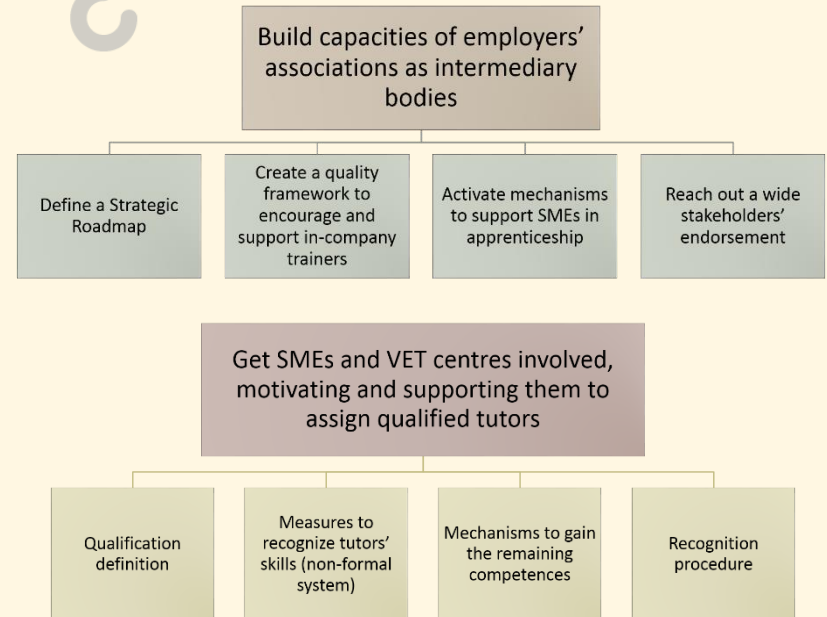 Build capacities of employers’
associations as intermediary
bodies
Define a Strategic
Roadmap
Create a quality
framework to
encourage and
support in-company
trainers
Activate mechanisms
to support SMEs in
apprenticeship
Reach out a wide
stakeholders’
endorsement
Get SMEs and VET centres involved,
motivating and supporting them to
assign qualified tutors
Qualification
definition
Measures to
recognize tutors’
skills (non-formal
system)
Mechanisms to gain
the remaining
competences
Recognition
procedure